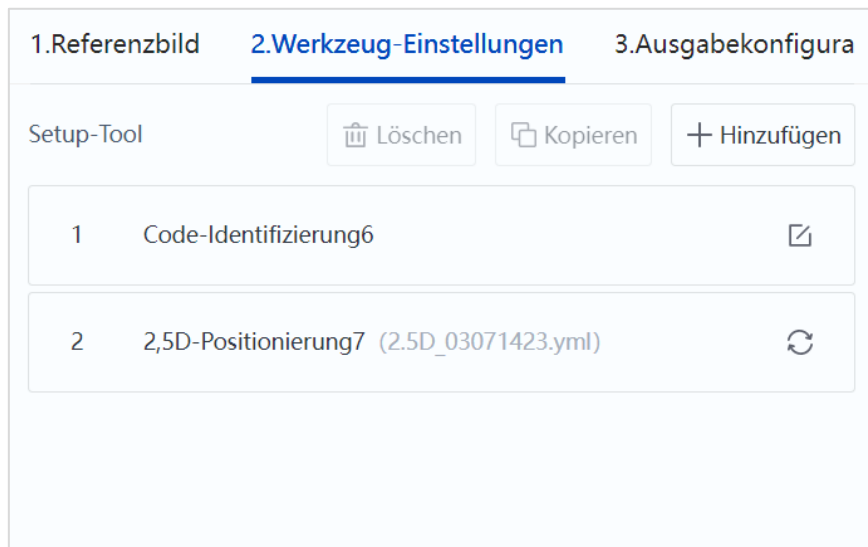 1.Referenzbild 2.Werkzeug-Einstellungen 3.Ausgabekonfigura
Setup-Tool Löschen Kopieren Hinzufügen
1 Code-Identifizierung6
2 2,5D-Positionierung7 (2.5D_03071423.yml)